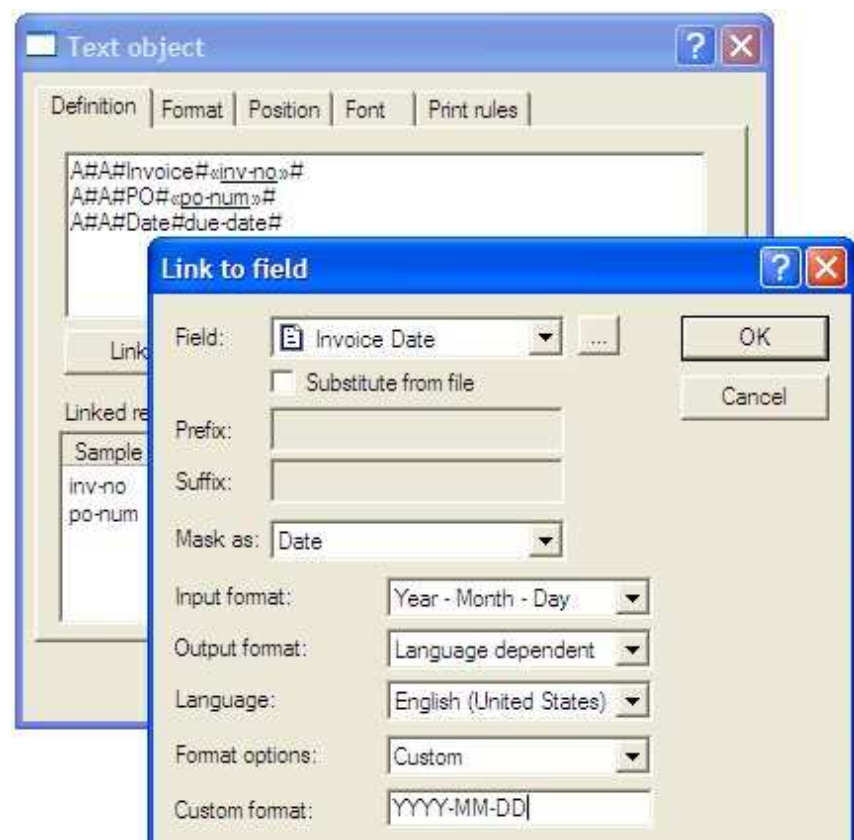 Text object
Definition Format Position Font Print rules
A#A#Invoice#«inv-no»#
A#A#PO#«po-num»#
A#A#Date#due-date#
Link to field
Link
Field: Invoice Date ... OK
Substitute from file
Cancel
Linked re
Prefix:
Sample
Suffix:
inv-no
po-num
Mask as: Date
Input format: Year - Month - Day
Output format: Language dependent
Language: English (United States)
Format options: Custom
Custom format: YYYY-MM-DD